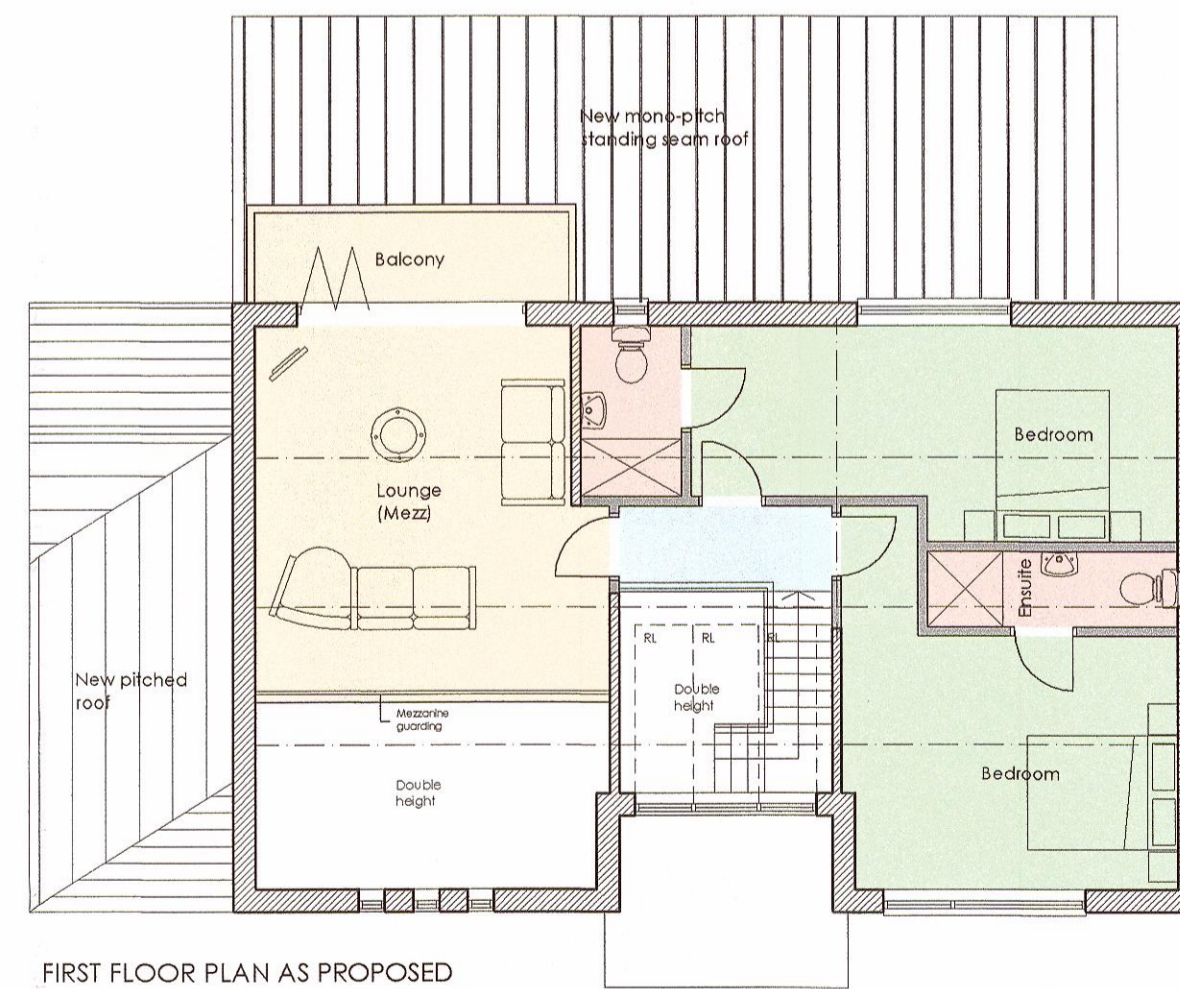 New mono-pitch
standing seam roof
Balcony
Bedroom
Lounge
(Mezz)
Ensuite
RL
RL
RL
New pitched
roof
Double
height
Mezzanine
guarding
Bedroom
Double
height
FIRST FLOOR PLAN AS PROPOSED